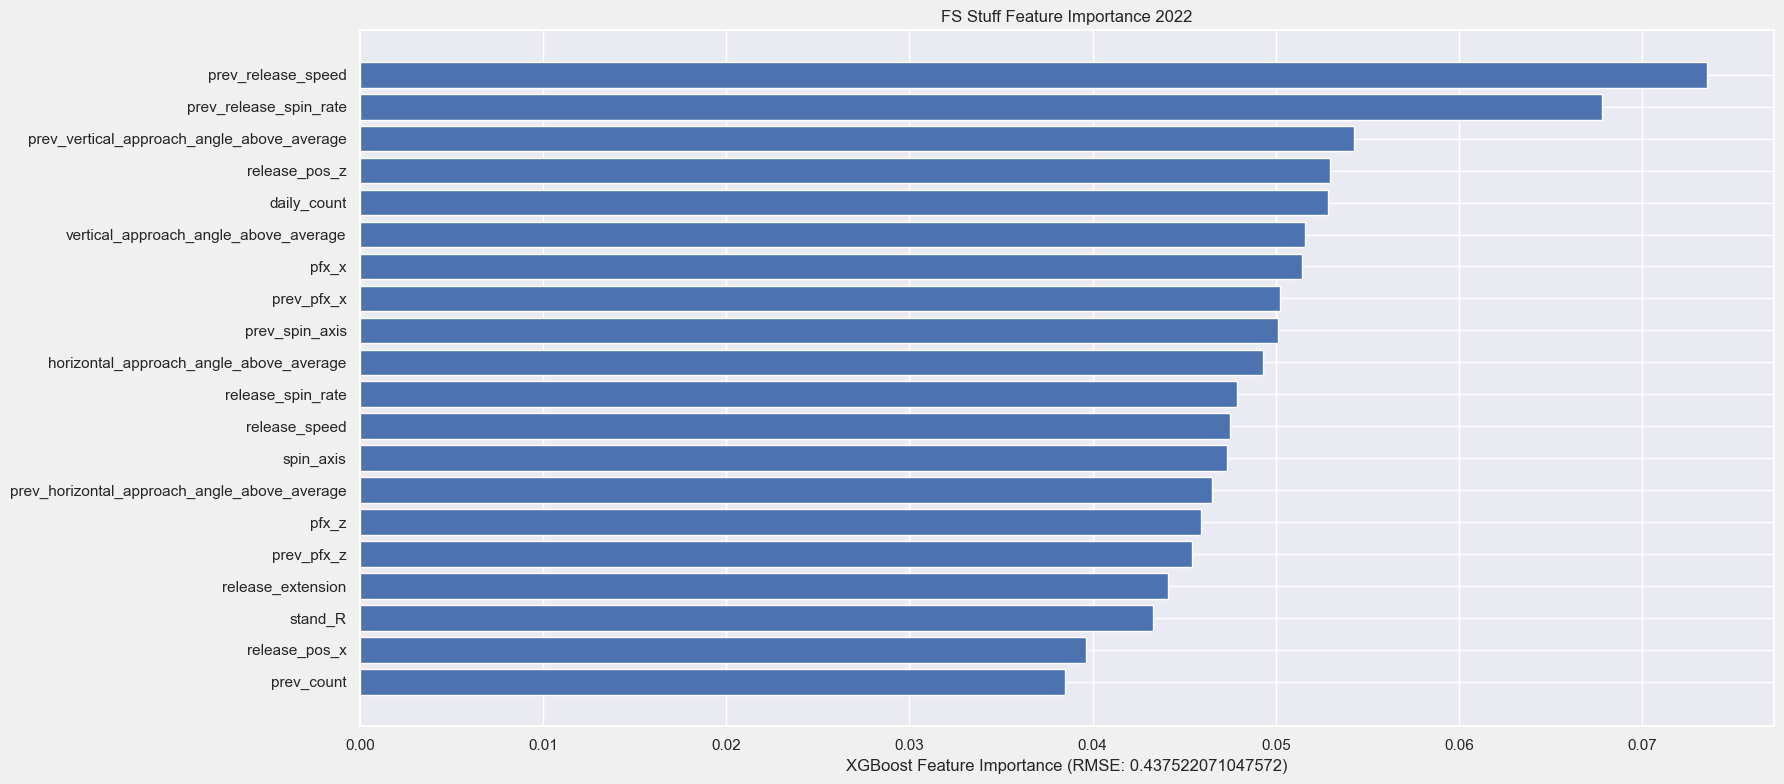 FS Stuff Feature Importance 2022
prev_release_speed
prev_release_spin_rate
prev_vertical_approach_angle_above_average
release_pos_z
daily_count
vertical_approach_angle_above_average
pfx_x
prev_pfx_x
prev_spin_axis
horizontal_approach_angle_above_average
release_spin_rate
release_speed
spin_axis
prev_horizontal_approach_angle_above_average
pfx_z
prev_pfx_z
release_extension
stand_R
release_pos_x
prev_count
0.00 0.01 0.02 0.03 0.04 0.05 0.06 0.07
XGBoost Feature Importance (RMSE: 0.437522071047572)